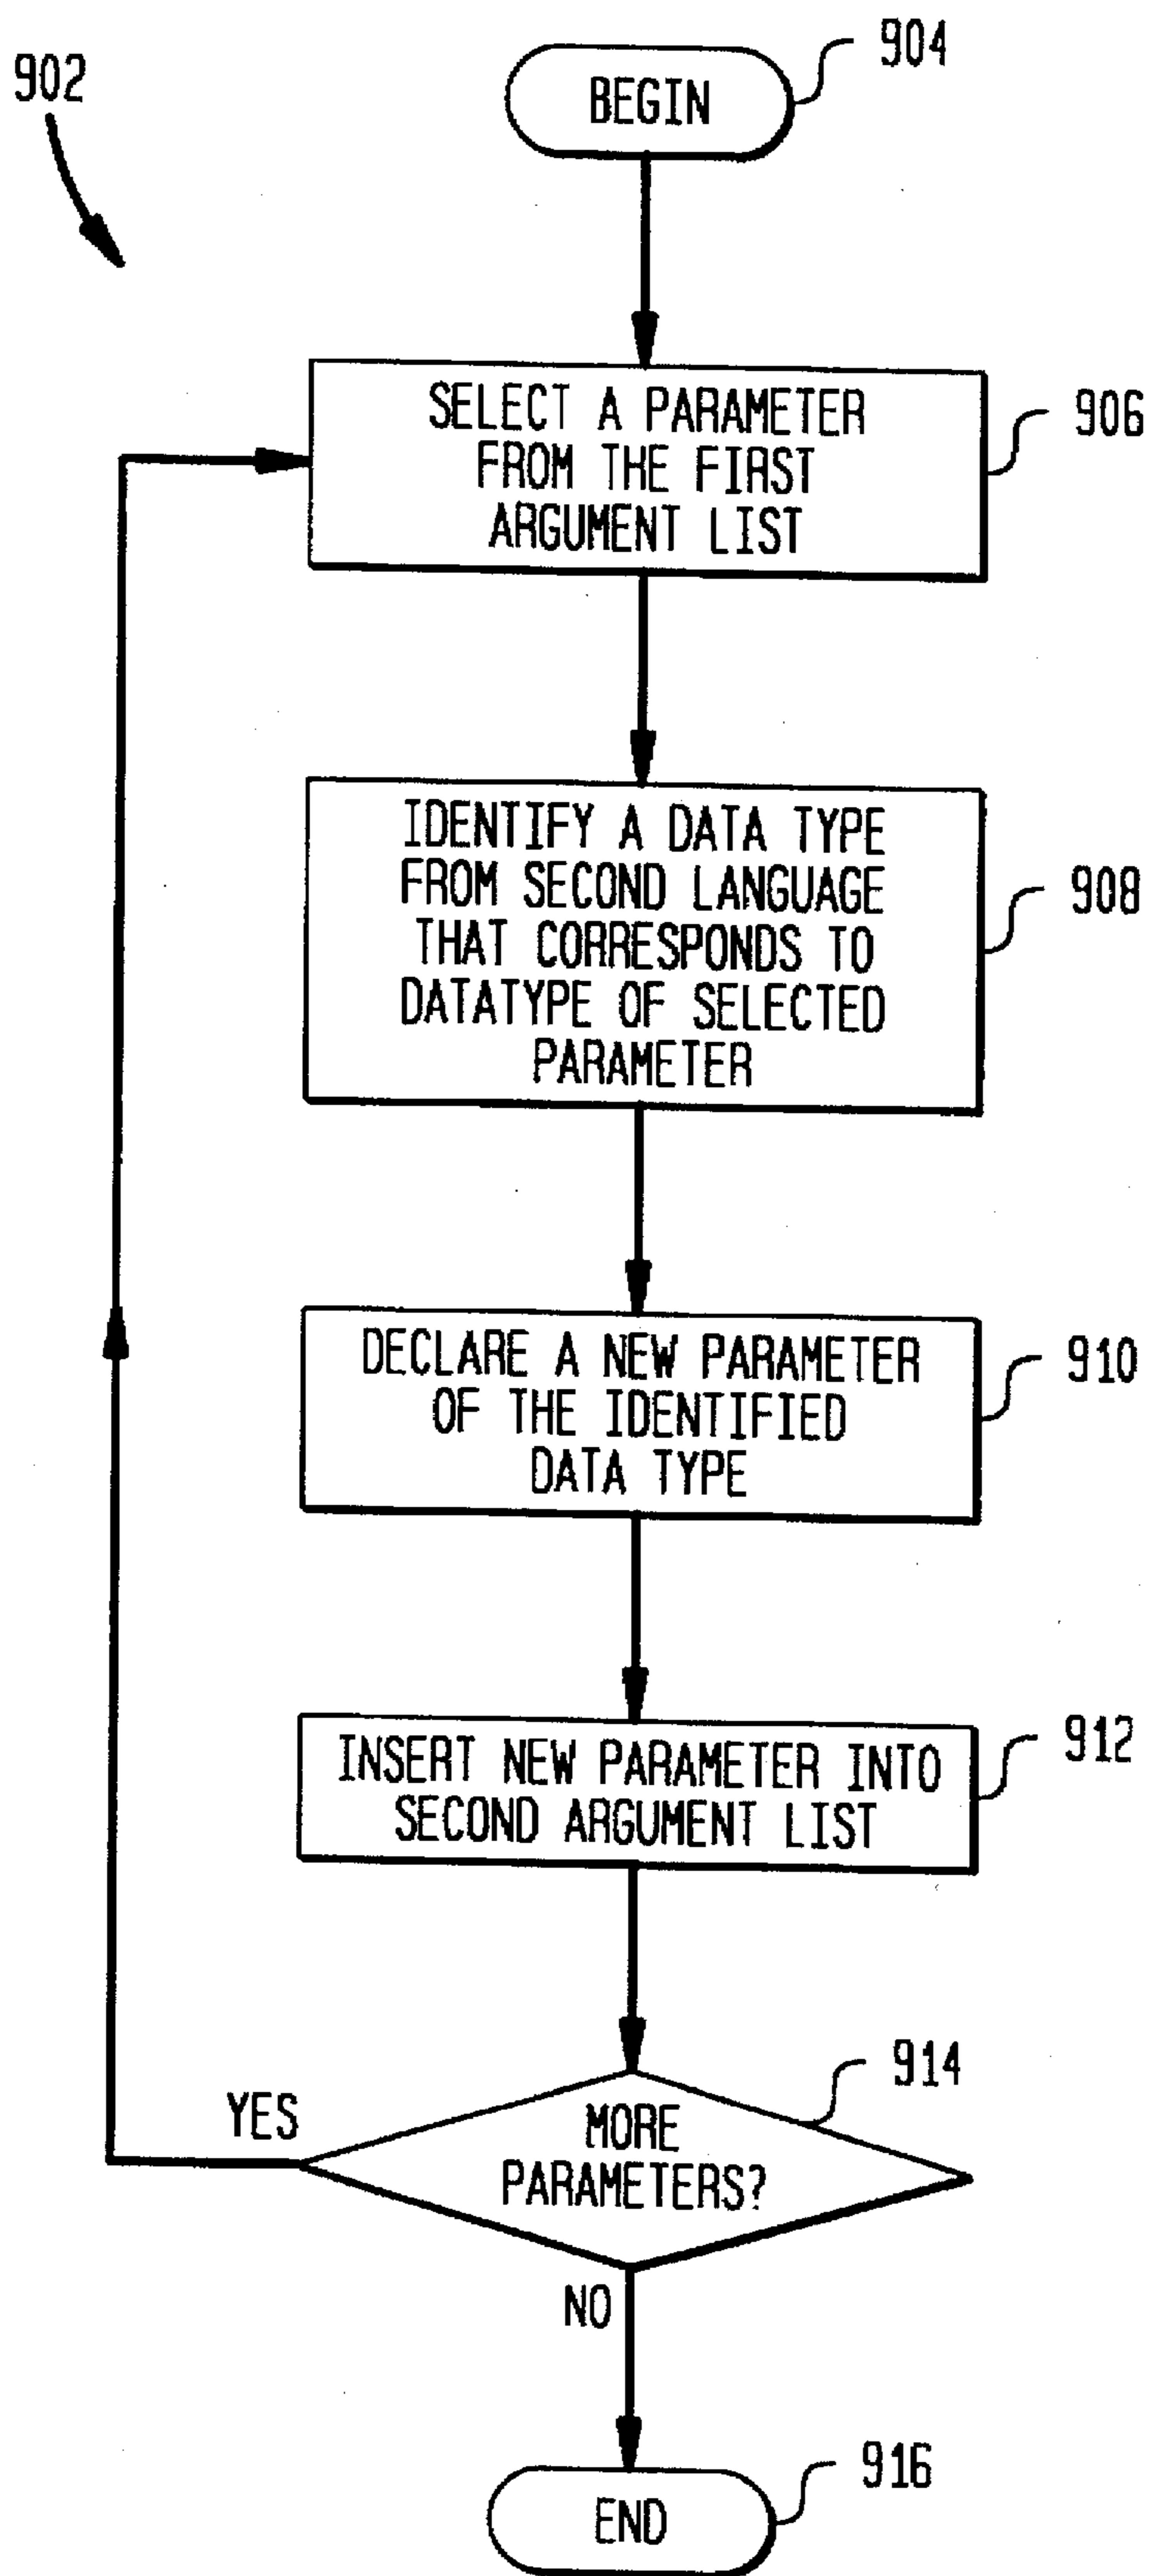 902
904
BEGIN
SELECT A PARAMETER
FROM THE FIRST
ARGUMENT LIST
906
IDENTIFY A DATA TYPE
FROM SECOND LANGUAGE
THAT CORRESPONDS TO
DATATYPE OF SELECTED
PARAMETER
908
DECLARE A NEW PARAMETER
OF THE IDENTIFIED
DATA TYPE
910
INSERT NEW PARAMETER INTO
SECOND ARGUMENT LIST
912
914
YES
MORE
PARAMETERS?
NO
916
END